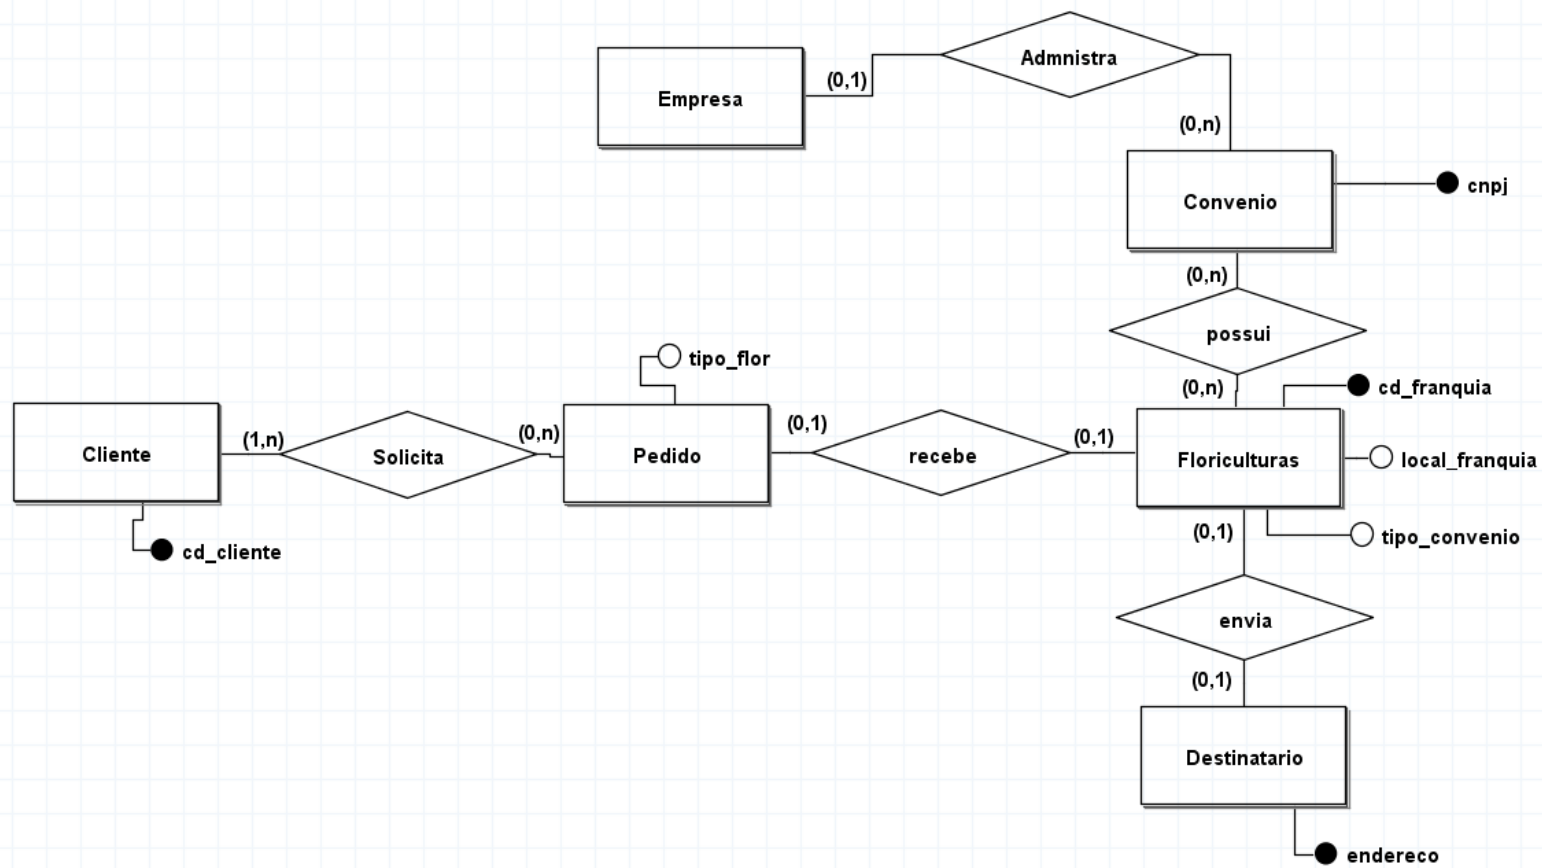 Admnistra
(0,1)
Empresa
(0,n)
cnpj
Convenio
(0,n)
possui
tipo_flor
(0,n)
cd_franquia
(1,n)
(0,n)
(0,1)
(0,1)
Cliente
Solicita
Pedido
recebe
Floriculturas
local_franquia
(0,1)
tipo_convenio
cd_cliente
envia
(0,1)
Destinatario
endereco